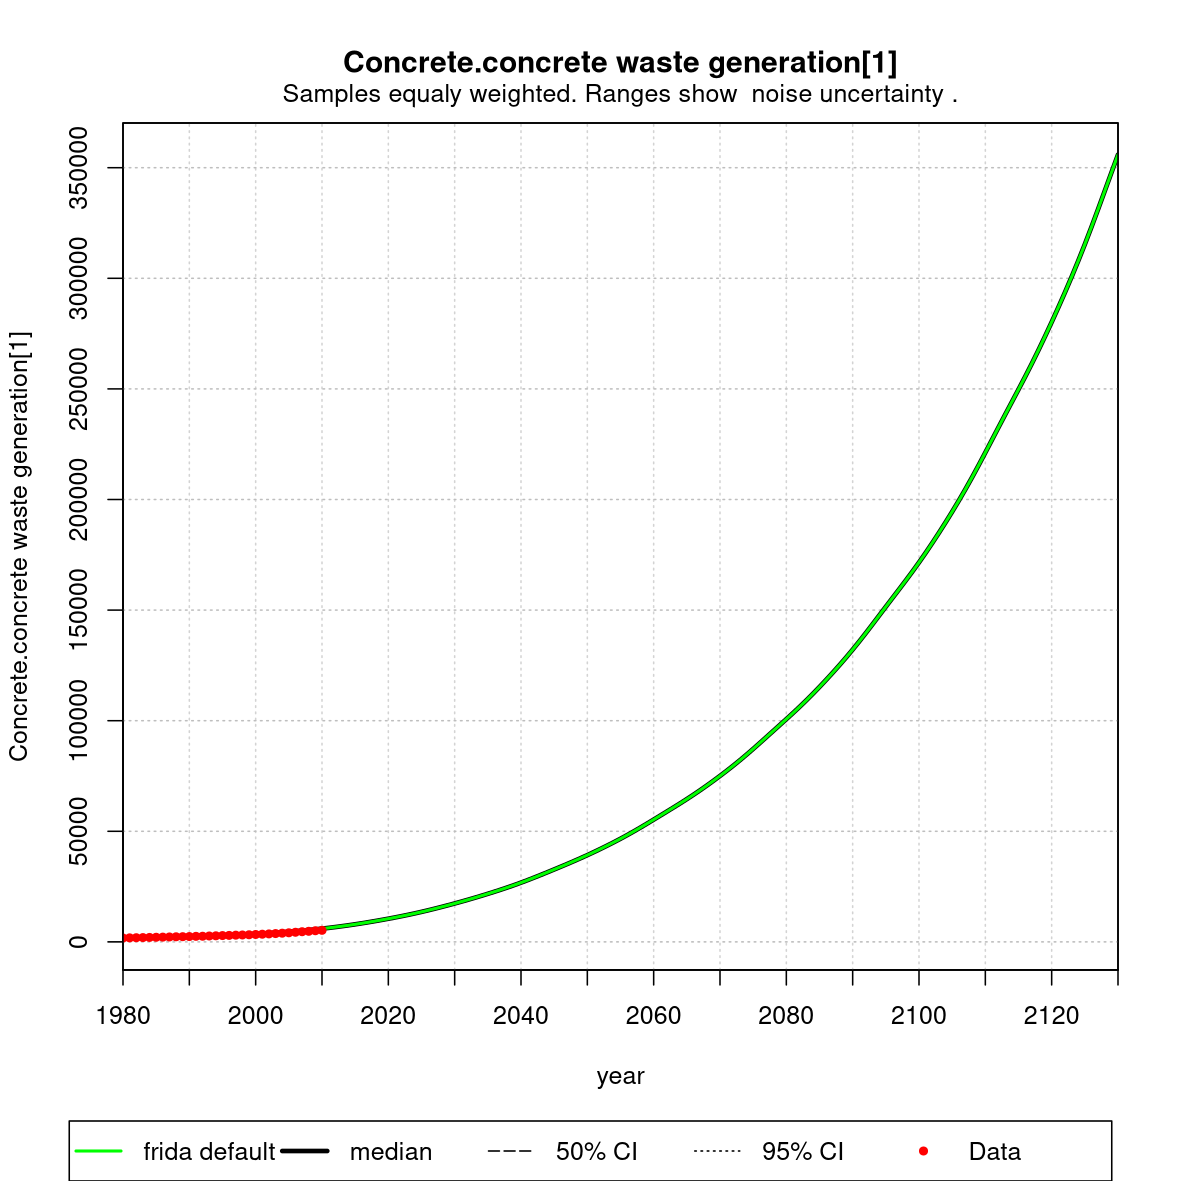 Concrete.concrete waste generation[1]
Samples equaly weighted. Ranges show  noise uncertainty .
Concrete.concrete waste generation[1]
350000
300000
250000
200000
150000
100000
50000
0
1980 2000 2020 2040 2060 2080 2100 2120
year
frida default median 50% CI 95% CI Data